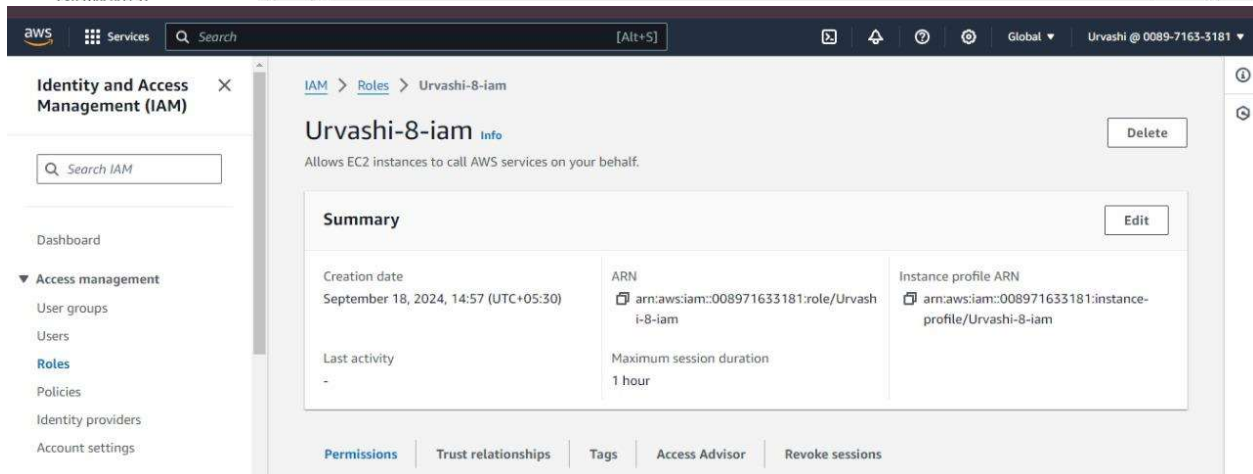 aws Services Search [Alt+S] Global Urvashi @ 0089-7163-3181
Identity and Access
Management (IAM)
Search IAM
Dashboard
Access management
User groups
Users
Roles
Policies
Identity providers
Account settings
IAM > Roles > Urvashi-8-iam
Urvashi-8-iam Info
Delete
Allows EC2 instances to call AWS services on your behalf.
Summary
Edit
Creation date
September 18, 2024, 14:57 (UTC+05:30)
ARN
arn:aws:iam::008971633181:role/Urvash
i-8-iam
Instance profile ARN
arn:aws:iam::008971633181:instance-
profile/Urvashi-8-iam
Last activity
-
Maximum session duration
1 hour
Permissions Trust relationships Tags Access Advisor Revoke sessions